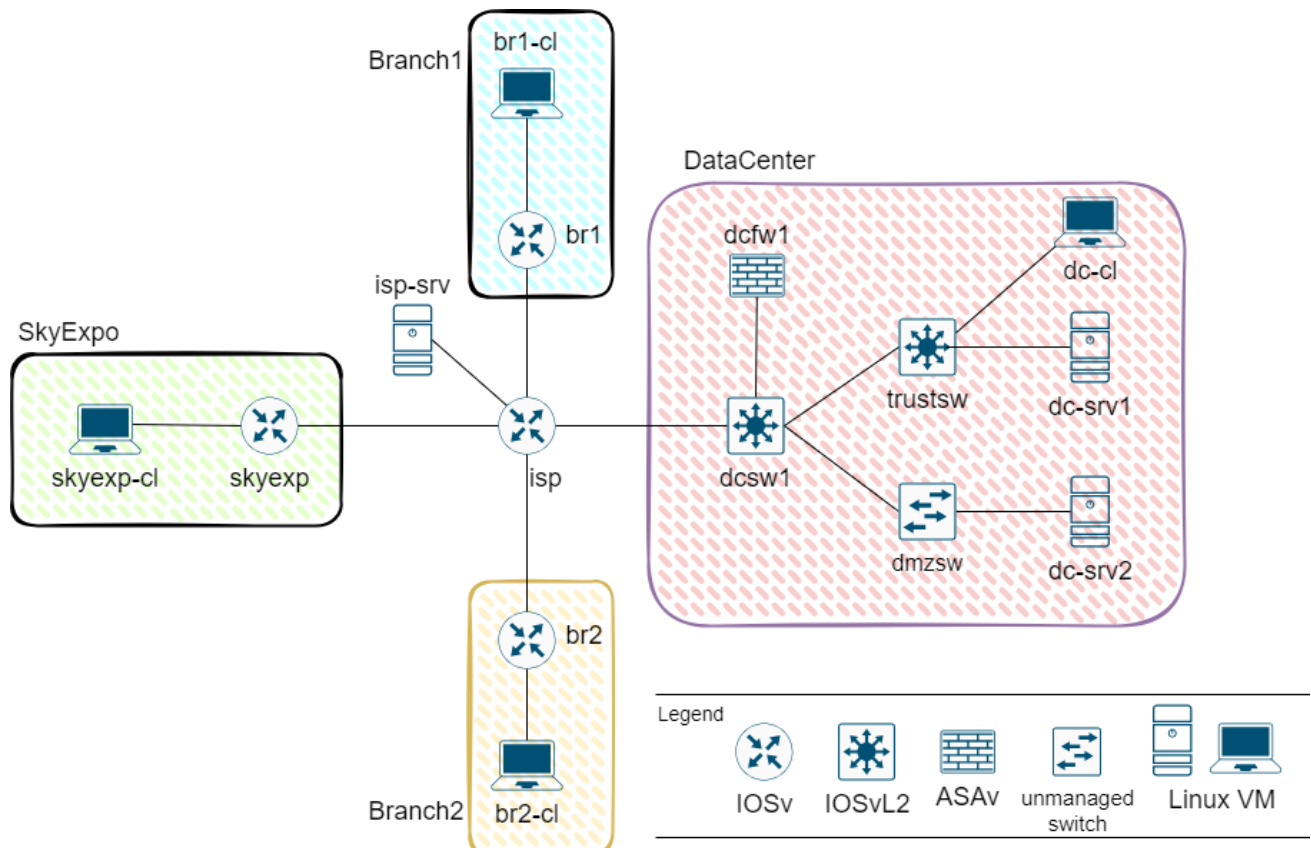 br1-cl
Branch1
br1
DataCenter
dcfw1
dc-cl
isp-srv
SkyExpo
trustsw
dc-srv1
skyexp-cl
skyexp
isp
dcsw1
dmzsw
dc-srv2
br2
Branch2
br2-cl
Legend
IOSv
IOSvL2
ASAv
unmanaged
switch
Linux VM